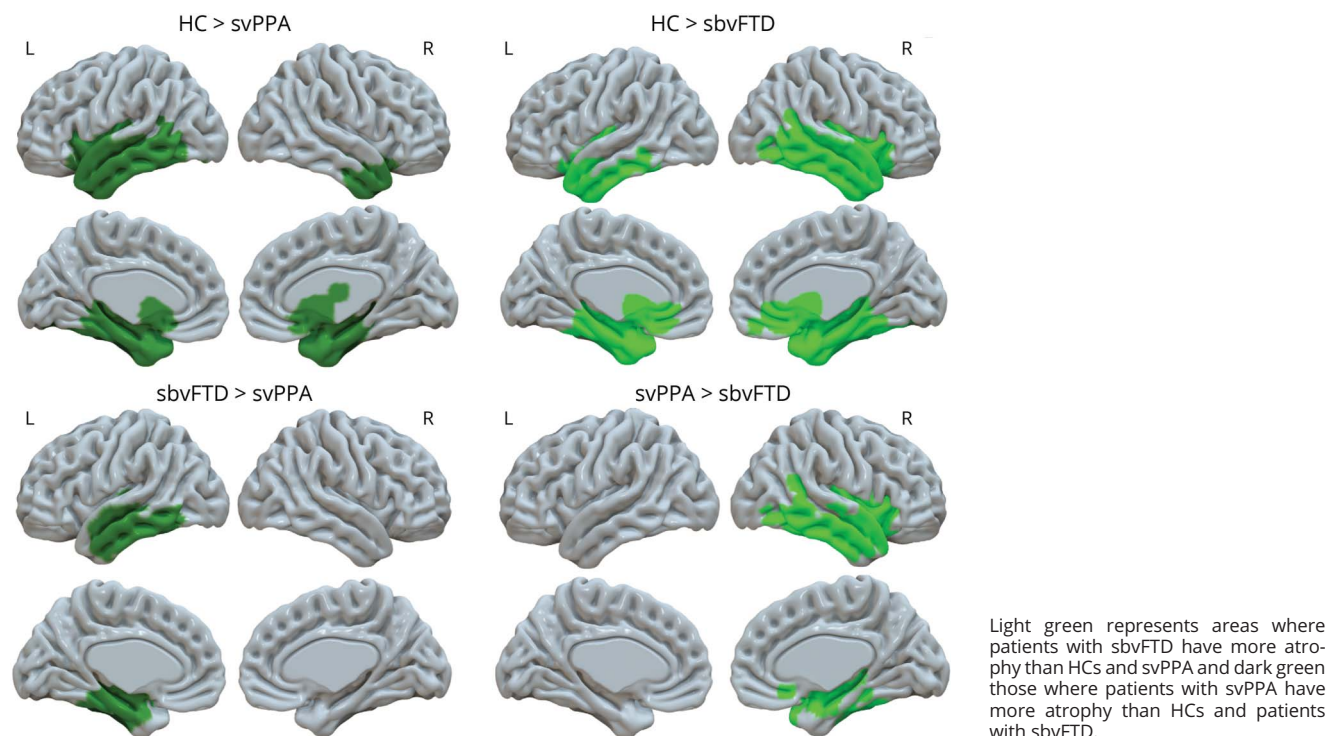 HC > svPPA
HC > sbvFTD
L
R
L
R
sbvFTD > svPPA
svPPA > sbvFTD
L
R
L
R
Light green represents areas where
patients with sbvFTD have more atro-
phy than HCs and svPPA and dark green
those where patients with svPPA have
more atrophy than HCs and patients
with sbvFTD